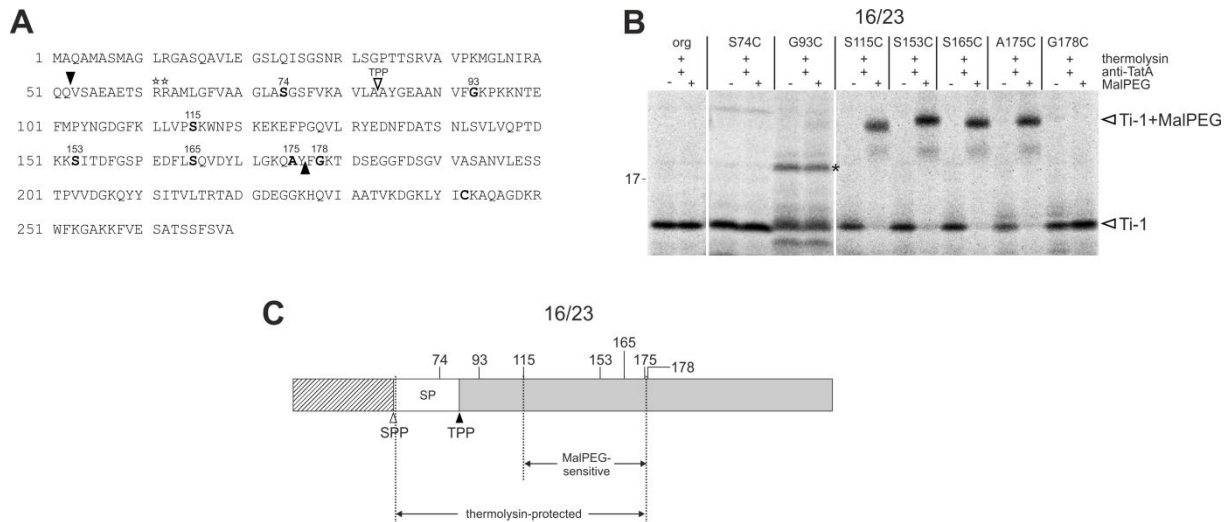 A
1 MAQAMASMAG LRGASQAVLE GSLQISGSNR LSGPTTSRVA VPKMGLNIRA
☆☆ 74 TPP 93
51 QQVSAEAETS RRAMLGFVAA GLASGSFVKA VLAAYGEAAN VFGKPKKNTE
115
101 FMPYNGDGFK LLVPSKWNPS KEKEFPGQVL RYEDNFDATS NLSVLVQPTD
153 165 175 178
151 KKSITDFGSP EDFLSQVDYL LGKQAYFGKT DSEGGFDSGV VASANVLESS
201 TPVVDGKQYY SITVLTRTAD GDEGGKHQVI AATVKDGKLY ICKAQAGDKR
251 WFKGAKKFVE SATSSFSVA
B
16/23
org S74C G93C S115C S153C S165C A175C G178C
+ + + + + + + + thermolysin
+ + + + + + + + anti-TatA
- + - + - + - + - + - + - + - + MalPEG
Ti-1+MalPEG
17 -
*
Ti-1
C
16/23
74 93 115 153 165 175 178
SP
SPP TPP
MalPEG-
sensitive
thermolysin-protected